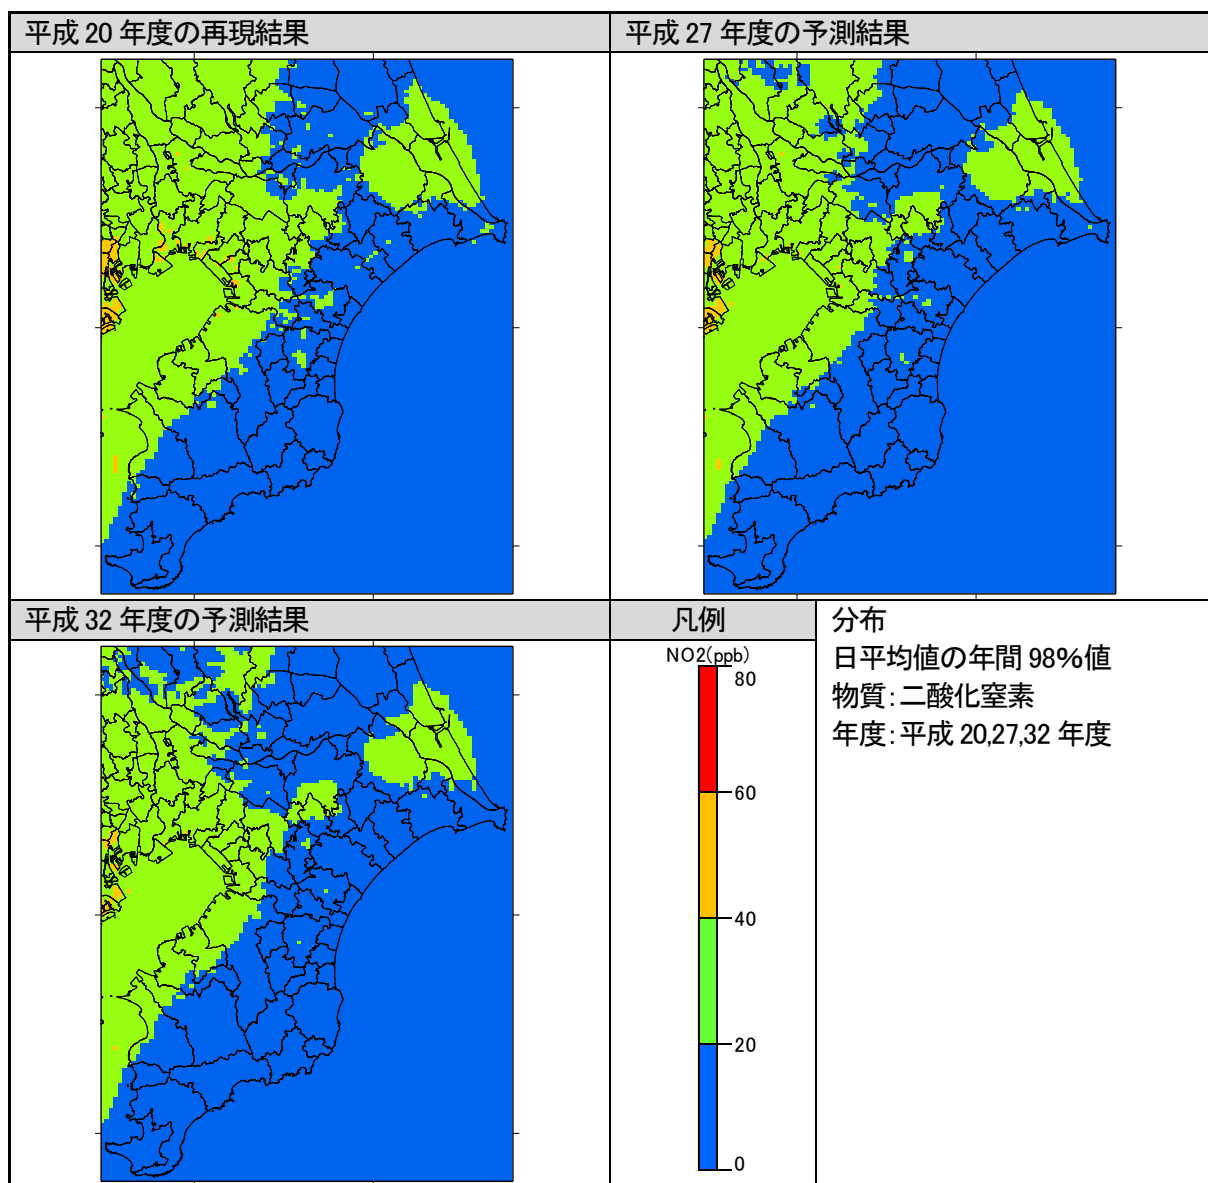 平成 20 年度の再現結果
平成 27 年度の予測結果
平成 32 年度の予測結果
凡例
NO2(ppb)
80
60
40
20
0
分布
日平均値の年間 98%値
物質:二酸化窒素
年度:平成 20,27,32 年度